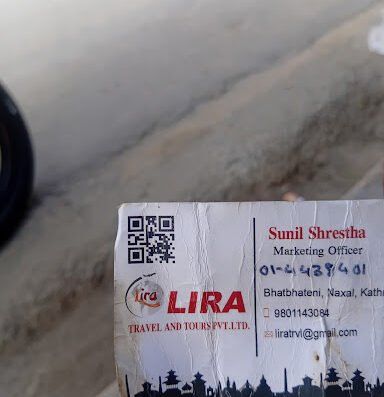 Sunil Shrestha
Marketing Officer
01-4439401
Bhatbhateni, Naxal, Kath
9801143084
liratrvl@gmail.com
Lira
LIRA
TRAVEL AND TOURS PVT.LTD.